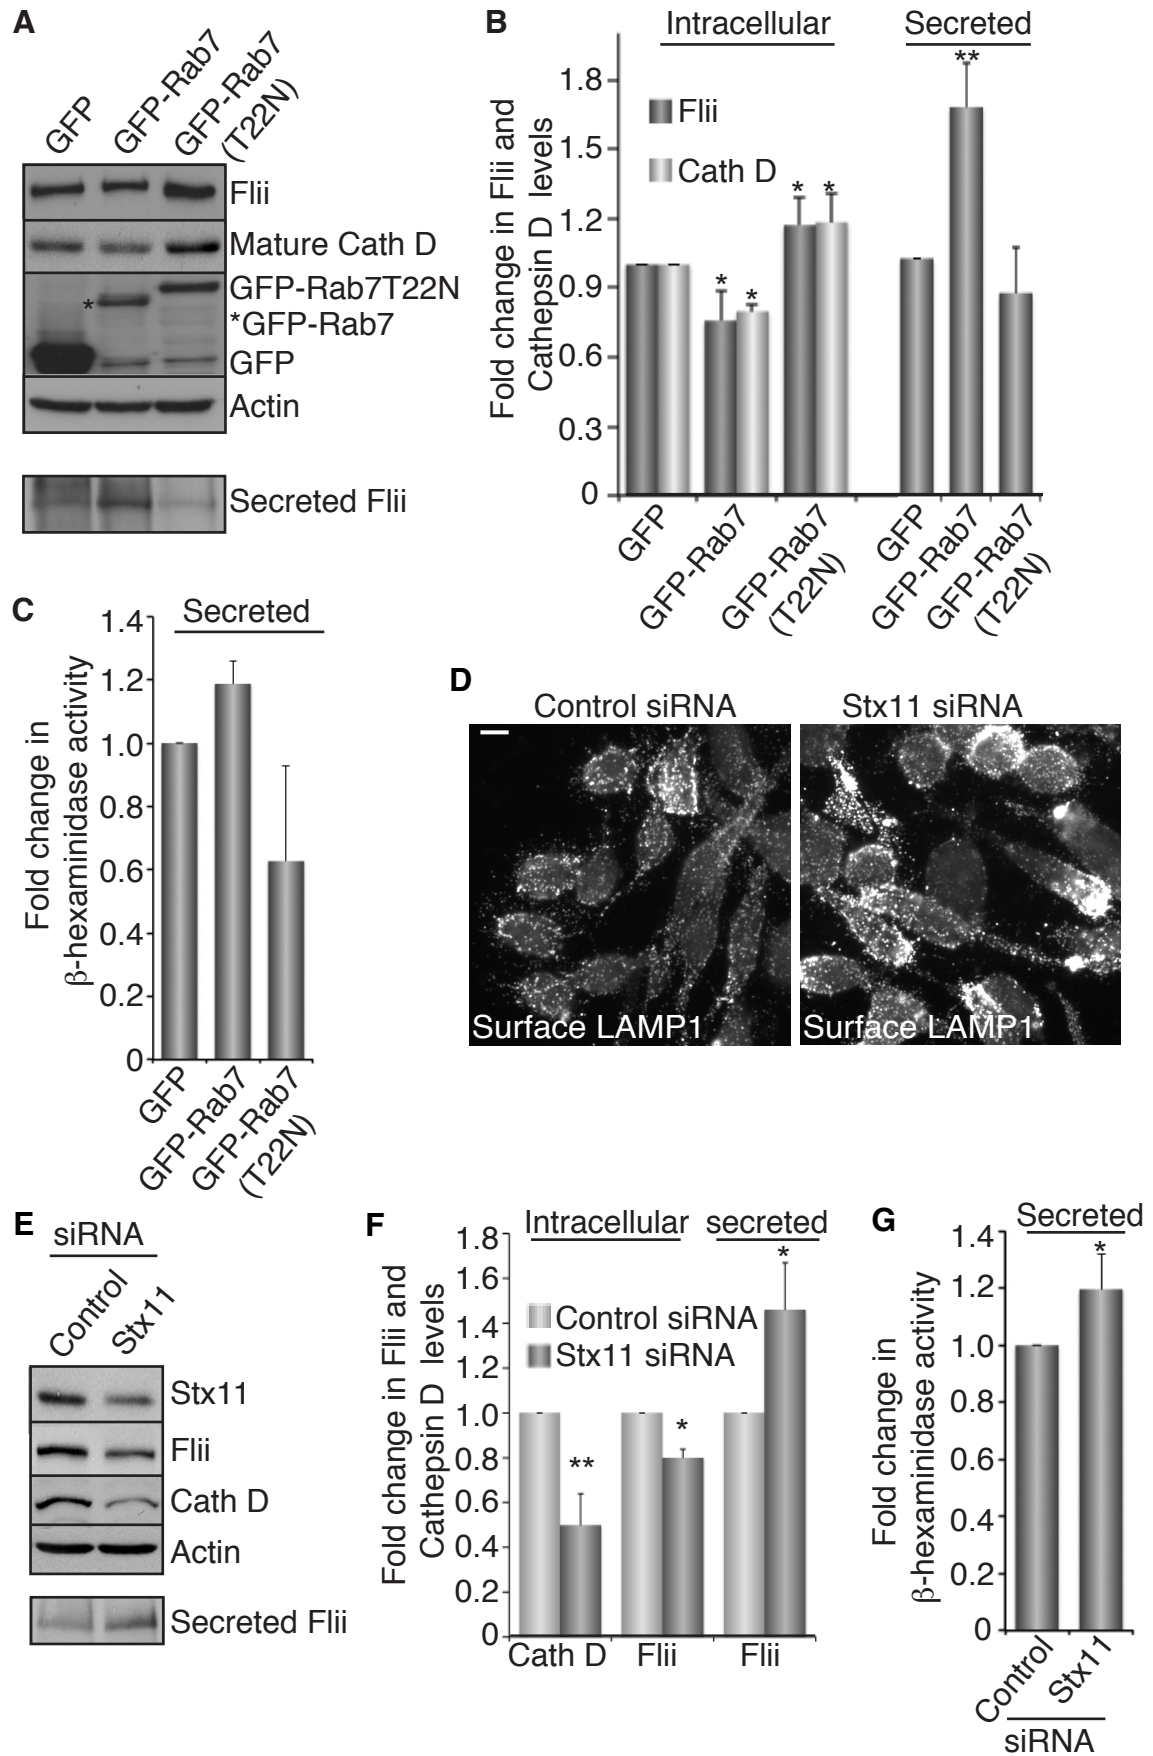 A
GFP
GFP-Rab7
GFP-Rab7
(T22N)
Flii
Mature Cath D
GFP-Rab7T22N
*
*GFP-Rab7
GFP
Actin
Secreted Flii
B
Intracellular
Secreted
Fold change in Flii and
Cathepsin D levels
1.8
1.5
1.2
0.9
0.6
0.3
0
Flii
Cath D
*
*
*
*
**
GFP
GFP-Rab7
GFP-Rab7
(T22N)
GFP
GFP-Rab7
GFP-Rab7
(T22N)
C
Secreted
Fold change in
β-hexaminidase activity
1.4
1.2
1.0
0.8
0.6
0.4
0.2
0
GFP
GFP-Rab7
GFP-Rab7
(T22N)
D
Control siRNA
Stx11 siRNA
Surface LAMP1
Surface LAMP1
E
siRNA
Control
Stx11
Stx11
Flii
Cath D
Actin
Secreted Flii
F
Intracellular
secreted
Fold change in Flii and
Cathepsin D levels
1.8
1.6
1.4
1.2
1.0
0.8
0.6
0.4
0.2
0
Control siRNA
Stx11 siRNA
**
*
*
Cath D
Flii
Flii
G
Secreted
Fold change in
β-hexaminidase activity
1.4
1.2
1.0
0.8
0.6
0.4
0.2
0
*
Control
Stx11
siRNA